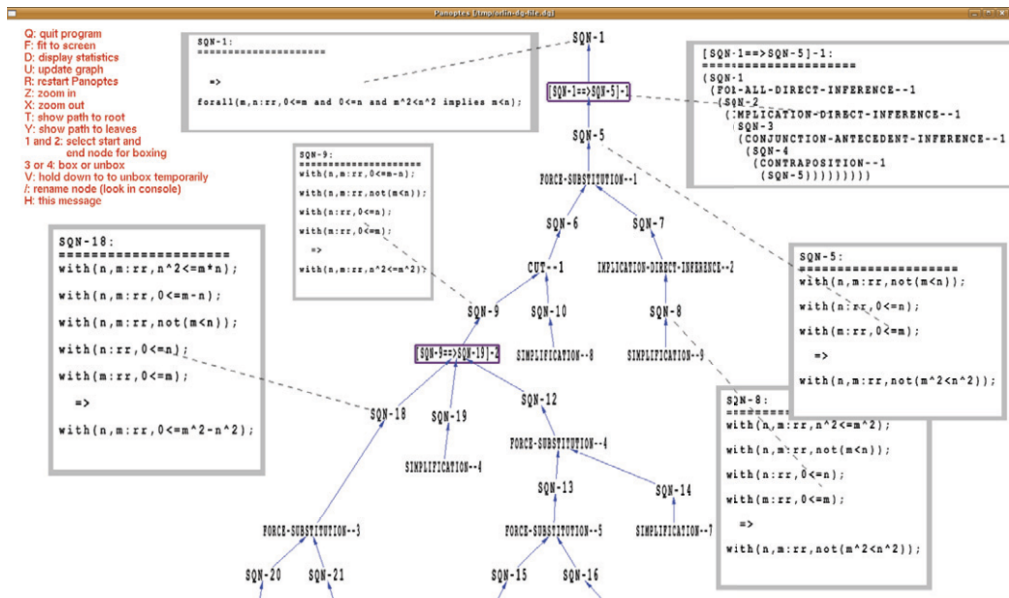 Panoptes [/tmp/omlin-dg-file.dg]
Q: quit program
F: fit to screen
D: display statistics
U: update graph
R: restart Panoptes
Z: zoom in
X: zoom out
T: show path to root
Y: show path to leaves
1 and 2: select start and
end node for boxing
3 or 4: box or unbox
V: hold down to to unbox temporarily
/: rename node (look in console)
H: this message
SQN-1:
=====================
=>
forall(m,n:rr,0<=m and 0<=n and m^2<n^2 implies m<n);
SQN-1
[SQN-1==>SQN-5]-1
SQN-5
FORCE-SUBSTITUTION--1
SQN-6
SQN-7
CUT--1
IMPLICATION-DIRECT-INFERENCE--2
SQN-9
SQN-10
SQN-8
SIMPLIFICATION--8
SIMPLIFICATION--9
[SQN-9==>SQN-19]-2
SQN-18
SQN-19
SQN-12
SIMPLIFICATION--4
FORCE-SUBSTITUTION--4
SQN-13
SQN-14
FORCE-SUBSTITUTION--3
FORCE-SUBSTITUTION--5
SIMPLIFICATION--7
SQN-20
SQN-21
SQN-15
SQN-16
[SQN-1==>SQN-5]-1:
=====================
(SQN-1
(FOR-ALL-DIRECT-INFERENCE--1
(SQN-2
(IMPLICATION-DIRECT-INFERENCE--1
(SQN-3
(CONJUNCTION-ANTECEDENT-INFERENCE--1
(SQN-4
(CONTRAPOSITION--1
(SQN-5)))))))))
SQN-9:
=====================
with(n,m:rr,0<=m-n);
with(n,m:rr,not(m<n));
with(n:rr,0<=n);
with(m:rr,0<=m);
=>
with(n,m:rr,n^2<=m^2);
SQN-18:
=====================
with(n,m:rr,n^2<=m*n);
with(n,m:rr,0<=m-n);
with(n,m:rr,not(m<n));
with(n:rr,0<=n);
with(m:rr,0<=m);
=>
with(n,m:rr,0<=m^2-n^2);
SQN-5:
=====================
with(n,m:rr,not(m<n));
with(n:rr,0<=n);
with(m:rr,0<=m);
=>
with(n,m:rr,not(m^2<n^2));
SQN-8:
with(n,m:rr,n^2<=m^2);
with(n,m:rr,not(m<n));
with(n:rr,0<=n);
with(m:rr,0<=m);
=>
with(n,m:rr,not(m^2<n^2));